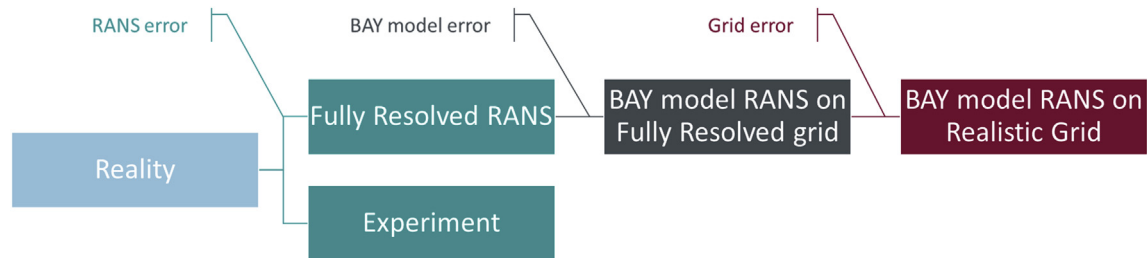 RANS error
BAY model error
Grid error
Fully Resolved RANS
BAY model RANS on
Fully Resolved grid
BAY model RANS on
Realistic Grid
Reality
Experiment